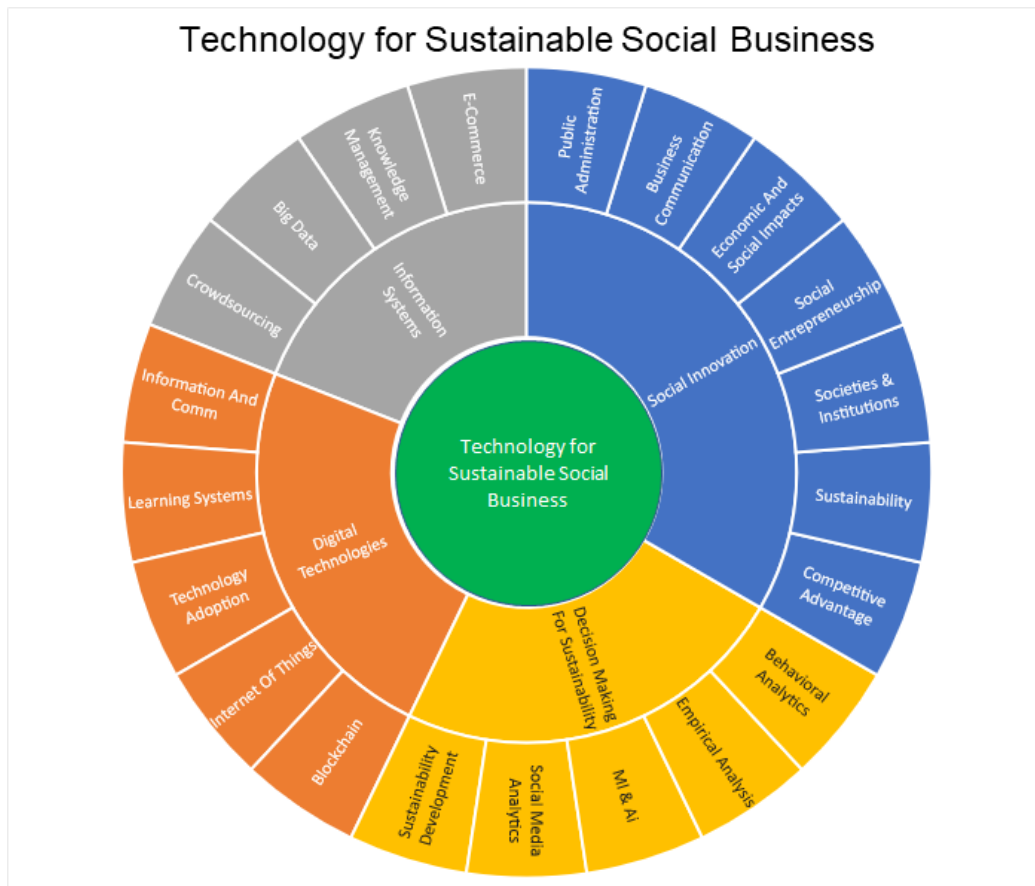 Technology for Sustainable Social Business
Public
Administration
Business
Communication
Economic And
Social Impacts
Social
Entrepreneurship
Societies &
Institutions
Sustainability
Competitive
Advantage
Behavioral
Analytics
Empirical Analysis
Ml & Ai
Social Media
Analytics
Sustainability
Development
Blockchain
Internet Of Things
Technology
Adoption
Learning Systems
Information And
Comm
Crowdsourcing
Big Data
Knowledge
Management
E-Commerce
Social Innovation
Decision Making
For Sustainability
Digital
Technologies
Information
Systems
Technology for
Sustainable Social
Business